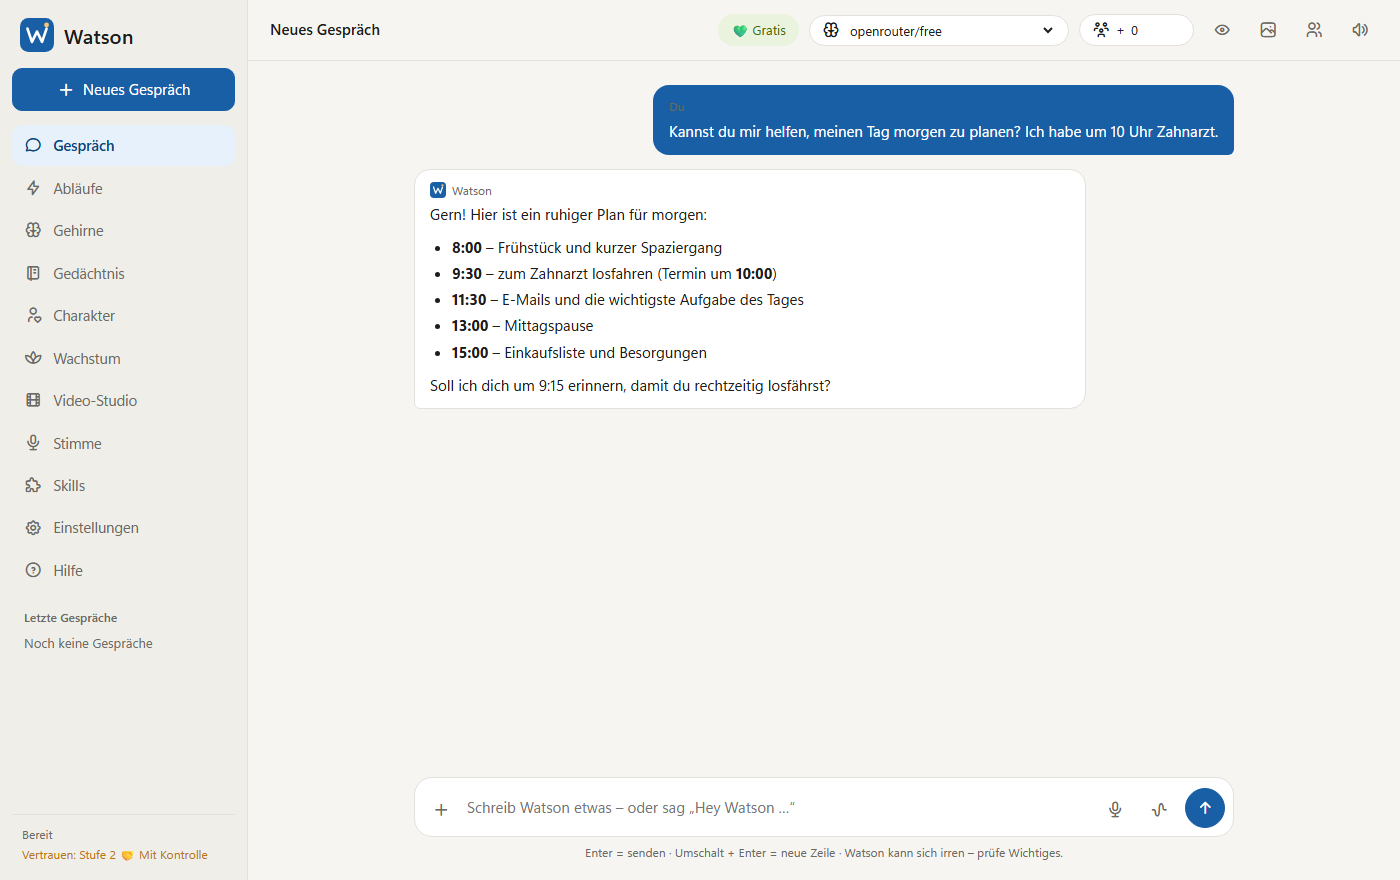 Watson
Neues Gespräch
Gespräch
Abläufe
Gehirne
Gedächtnis
Charakter
Wachstum
Video-Studio
Stimme
Skills
Einstellungen
Hilfe
Letzte Gespräche
Noch keine Gespräche
Bereit
Vertrauen: Stufe 2 🤝 Mit Kontrolle
Neues Gespräch
💚 Gratis
openrouter/free
+ 0
Du
Kannst du mir helfen, meinen Tag morgen zu planen? Ich habe um 10 Uhr Zahnarzt.
Watson
Gern! Hier ist ein ruhiger Plan für morgen:
• 8:00 – Frühstück und kurzer Spaziergang
• 9:30 – zum Zahnarzt losfahren (Termin um 10:00)
• 11:30 – E-Mails und die wichtigste Aufgabe des Tages
• 13:00 – Mittagspause
• 15:00 – Einkaufsliste und Besorgungen
Soll ich dich um 9:15 erinnern, damit du rechtzeitig losfährst?
Schreib Watson etwas – oder sag „Hey Watson …“
Enter = senden · Umschalt + Enter = neue Zeile · Watson kann sich irren – prüfe Wichtiges.